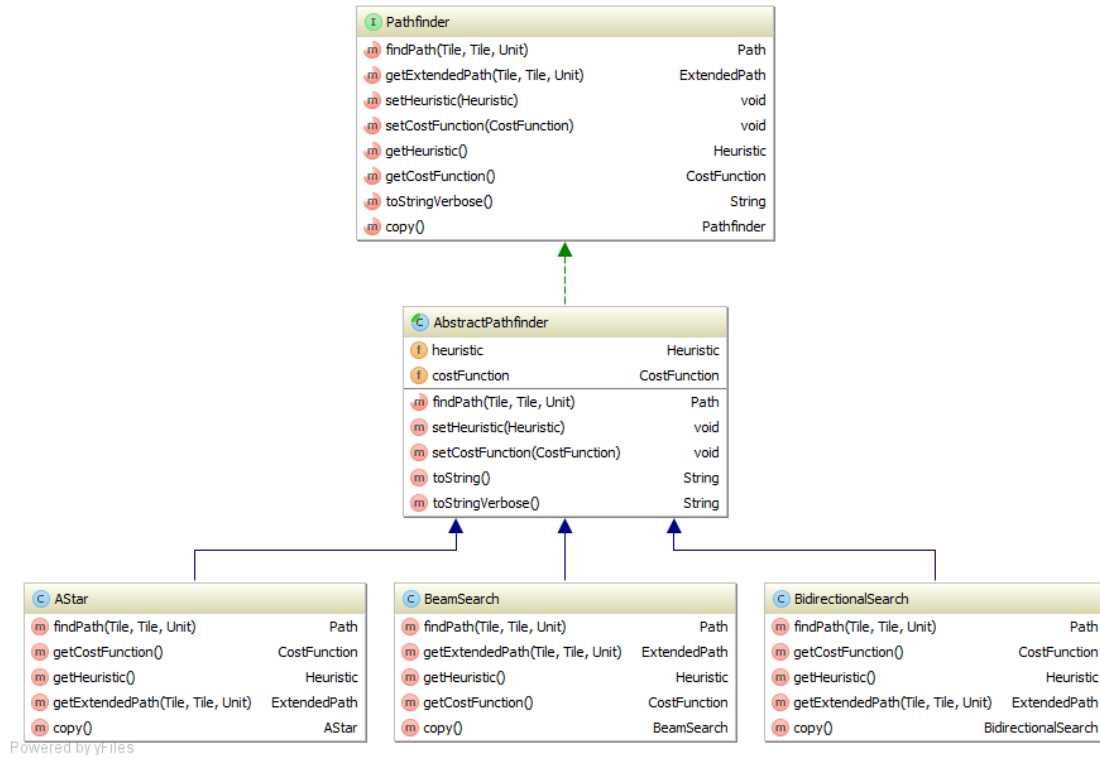 Pathfinder
findPath(Tile, Tile, Unit) Path
getExtendedPath(Tile, Tile, Unit) ExtendedPath
setHeuristic(Heuristic) void
setCostFunction(CostFunction) void
getHeuristic() Heuristic
getCostFunction() CostFunction
toStringVerbose() String
copy() Pathfinder
AbstractPathfinder
heuristic Heuristic
costFunction CostFunction
findPath(Tile, Tile, Unit) Path
setHeuristic(Heuristic) void
setCostFunction(CostFunction) void
toString() String
toStringVerbose() String
AStar
findPath(Tile, Tile, Unit) Path
getCostFunction() CostFunction
getHeuristic() Heuristic
getExtendedPath(Tile, Tile, Unit) ExtendedPath
copy() AStar
BeamSearch
findPath(Tile, Tile, Unit) Path
getExtendedPath(Tile, Tile, Unit) ExtendedPath
getHeuristic() Heuristic
getCostFunction() CostFunction
copy() BeamSearch
BidirectionalSearch
findPath(Tile, Tile, Unit) Path
getCostFunction() CostFunction
getHeuristic() Heuristic
getExtendedPath(Tile, Tile, Unit) ExtendedPath
copy() BidirectionalSearch
Powered by yFiles